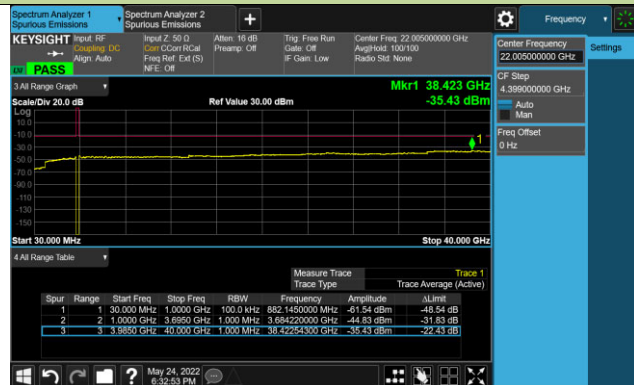 Spectrum Analyzer 1
Spurious Emissions
Spectrum Analyzer 2
Spurious Emissions
+
Frequency
KEYSIGHT
Input: RF
Coupling: DC
Align: Auto
Input Z: 50 Ω
Corr CCorr RCal
Freq Ref: Ext (S)
NFE: Off
Atten: 16 dB
Preamp: Off
Trig: Free Run
Gate: Off
IF Gain: Low
Center Freq: 22.005000000 GHz
Avg|Hold: 100/100
Radio Std: None
PASS
Center Frequency
22.005000000 GHz
Settings
CF Step
4.399000000 GHz
Auto
Man
Freq Offset
0 Hz
3 All Range Graph
Mkr1 38.423 GHz
-35.43 dBm
Scale/Div 20.0 dB
Ref Value 30.00 dBm
Log
10.0
-10.0
-30.0
-50.0
-70.0
-90.0
-110
-130
-150
1
Start 30.000 MHz
Stop 40.000 GHz
4 All Range Table
Measure Trace Trace 1
Trace Type Trace Average (Active)
Spur Range Start Freq Stop Freq RBW Frequency Amplitude ΔLimit
1 1 30.000 MHz 1.0000 GHz 100.0 kHz 882.1450000 MHz -61.54 dBm -48.54 dB
2 2 1.0000 GHz 3.6950 GHz 1.000 MHz 3.684220000 GHz -44.83 dBm -31.83 dB
3 3 3.9850 GHz 40.000 GHz 1.000 MHz 38.42254300 GHz -35.43 dBm -22.43 dB
?
May 24, 2022
6:32:53 PM